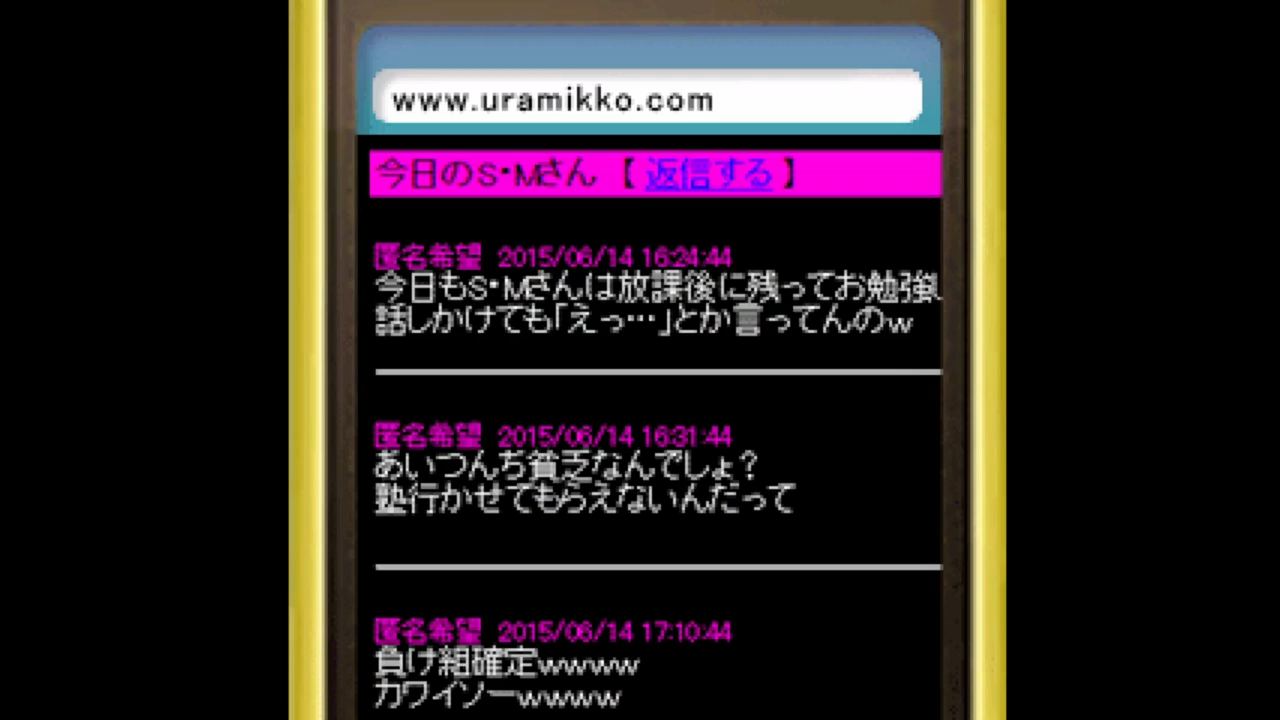 www.uramikko.com
今日のS・Mさん 【 返信する 】
匿名希望 2015/06/14 16:24:44
今日もS・Mさんは放課後に残ってお勉強し
話しかけても「えっ…」とか言ってんのw
匿名希望 2015/06/14 16:31:44
あいつんち貧乏なんでしょ?
塾行かせてもらえないんだって
匿名希望 2015/06/14 17:10:44
負け組確定wwww
カワイソーwwww